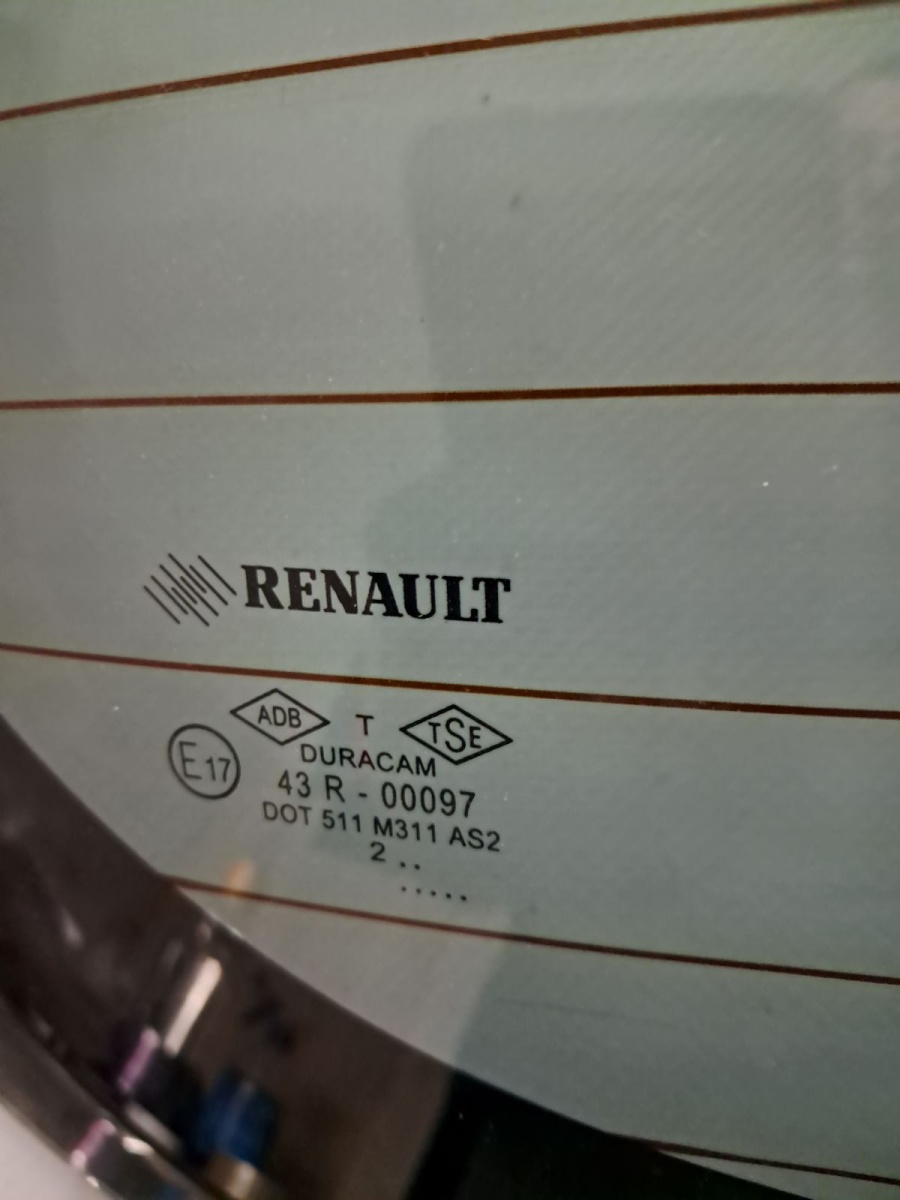 RENAULT
ADB T TSE
E17
DURACAM
43 R - 00097
DOT 511 M311 AS2
2 ..
.....